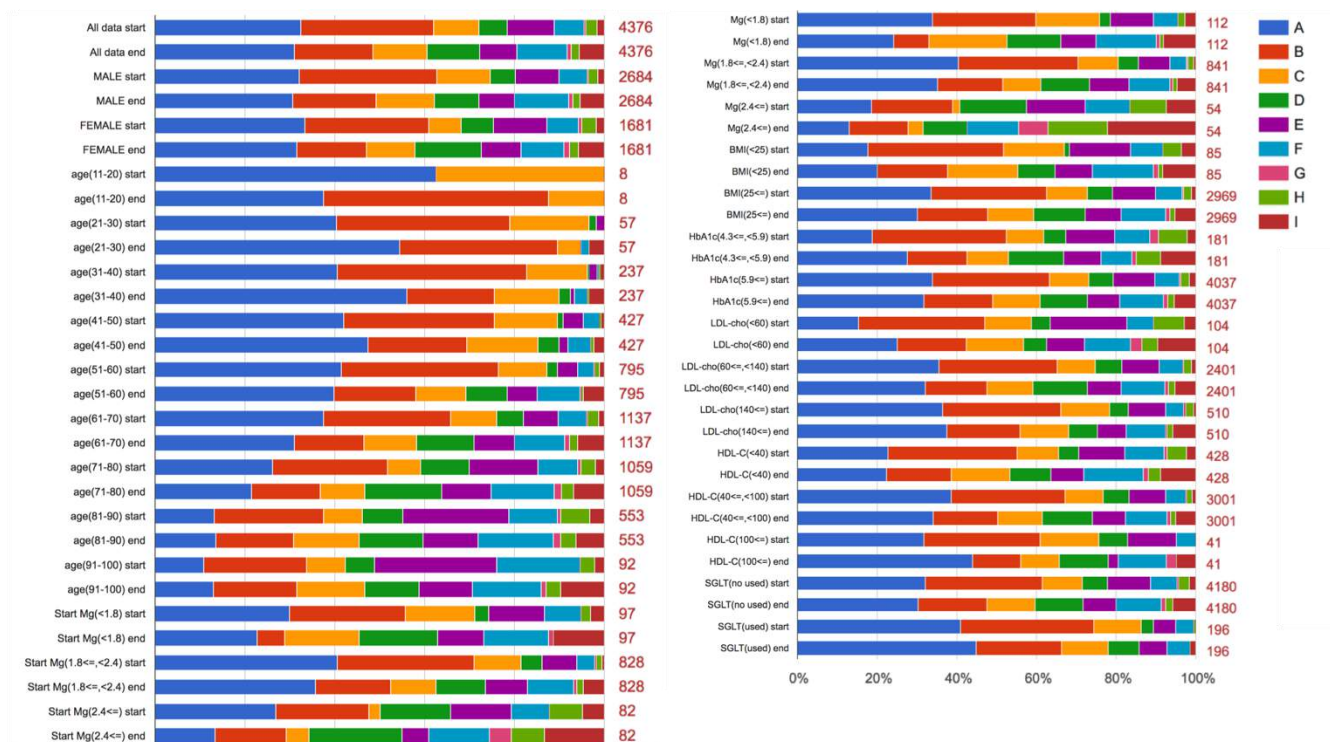 All data start 4376
All data end 4376
MALE start 2684
MALE end 2684
FEMALE start 1681
FEMALE end 1681
age(11-20) start 8
age(11-20) end 8
age(21-30) start 57
age(21-30) end 57
age(31-40) start 237
age(31-40) end 237
age(41-50) start 427
age(41-50) end 427
age(51-60) start 795
age(51-60) end 795
age(61-70) start 1137
age(61-70) end 1137
age(71-80) start 1059
age(71-80) end 1059
age(81-90) start 553
age(81-90) end 553
age(91-100) start 92
age(91-100) end 92
Start Mg(<1.8) start 97
Start Mg(<1.8) end 97
Start Mg(1.8<=,<2.4) start 828
Start Mg(1.8<=,<2.4) end 828
Start Mg(2.4<=) start 82
Start Mg(2.4<=) end 82
Mg(<1.8) start 112
Mg(<1.8) end 112
Mg(1.8<=,<2.4) start 841
Mg(1.8<=,<2.4) end 841
Mg(2.4<=) start 54
Mg(2.4<=) end 54
BMI(<25) start 85
BMI(<25) end 85
BMI(25<=) start 2969
BMI(25<=) end 2969
HbA1c(4.3<=,<5.9) start 181
HbA1c(4.3<=,<5.9) end 181
HbA1c(5.9<=) start 4037
HbA1c(5.9<=) end 4037
LDL-cho(<60) start 104
LDL-cho(<60) end 104
LDL-cho(60<=,<140) start 2401
LDL-cho(60<=,<140) end 2401
LDL-cho(140<=) start 510
LDL-cho(140<=) end 510
HDL-C(<40) start 428
HDL-C(<40) end 428
HDL-C(40<=,<100) start 3001
HDL-C(40<=,<100) end 3001
HDL-C(100<=) start 41
HDL-C(100<=) end 41
SGLT(no used) start 4180
SGLT(no used) end 4180
SGLT(used) start 196
SGLT(used) end 196
0% 20% 40% 60% 80% 100%
A
B
C
D
E
F
G
H
I